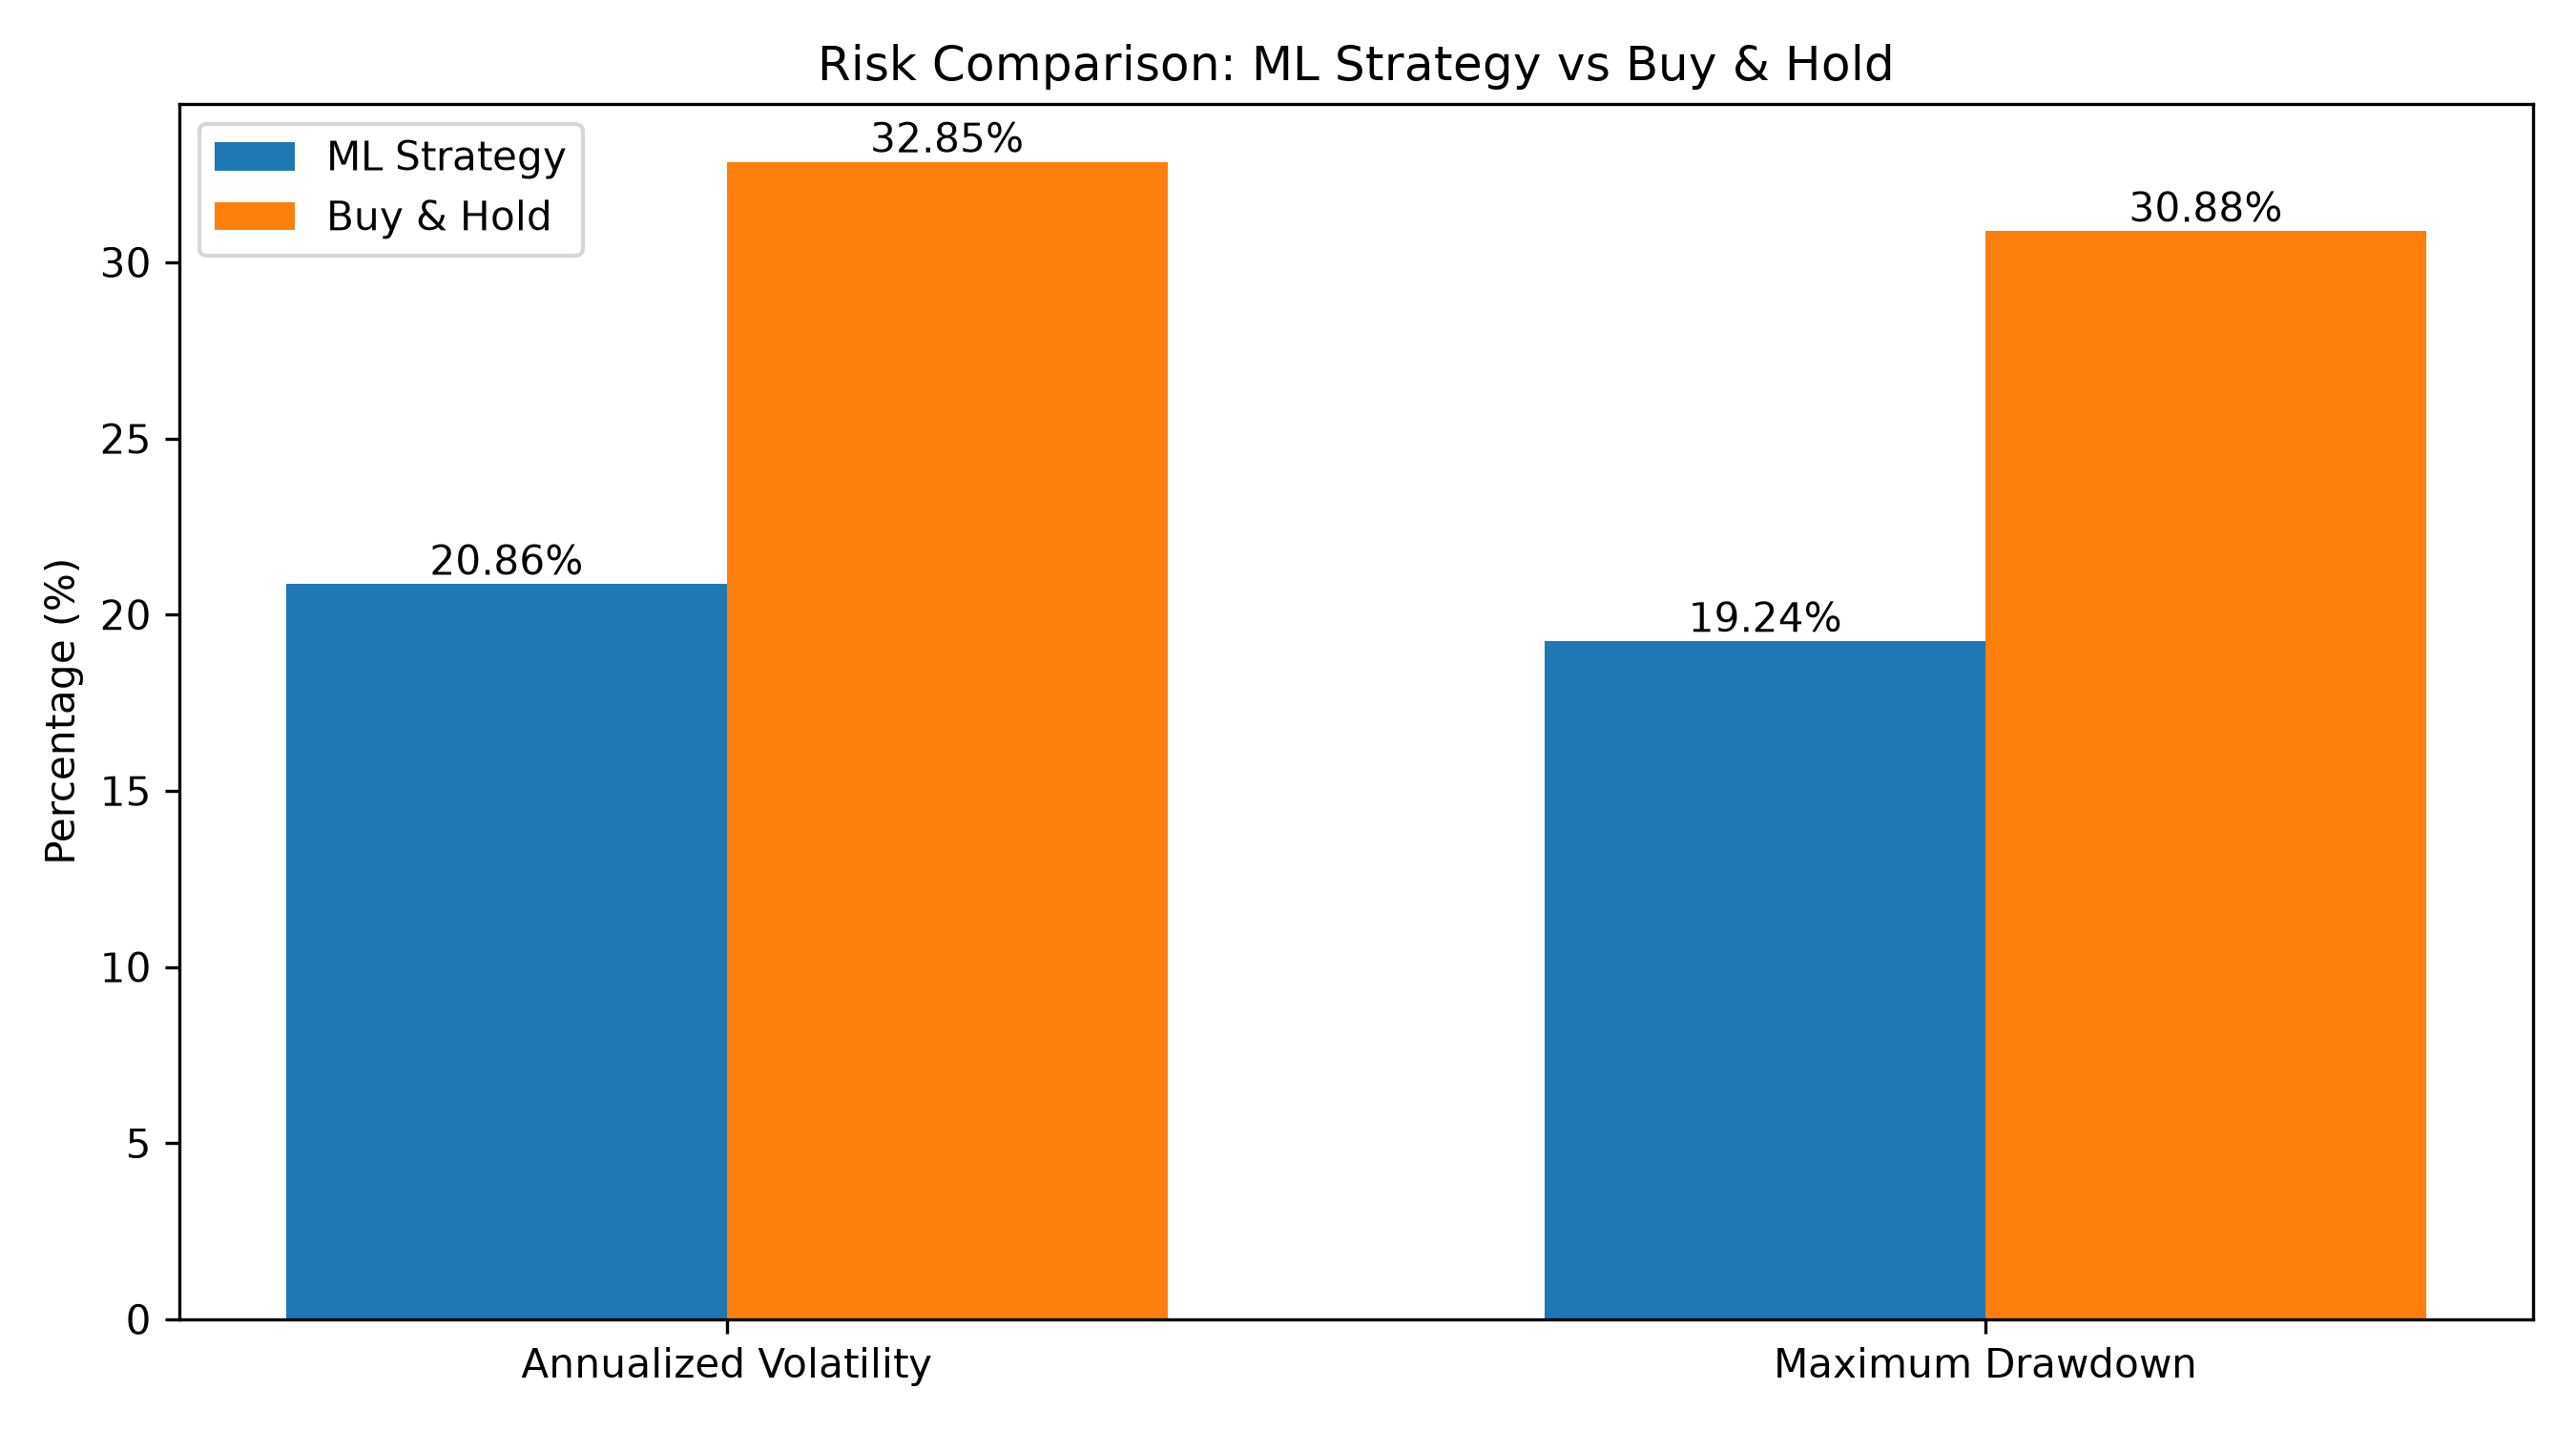 Risk Comparison: ML Strategy vs Buy & Hold
ML Strategy
Buy & Hold
32.85%
30.88%
20.86%
19.24%
Percentage (%)
30
25
20
15
10
5
0
Annualized Volatility
Maximum Drawdown